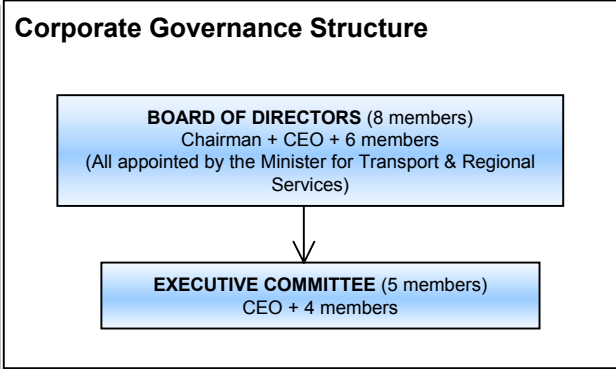 Corporate Governance Structure
BOARD OF DIRECTORS (8 members)
Chairman + CEO + 6 members
(All appointed by the Minister for Transport & Regional
Services)
EXECUTIVE COMMITTEE (5 members)
CEO + 4 members